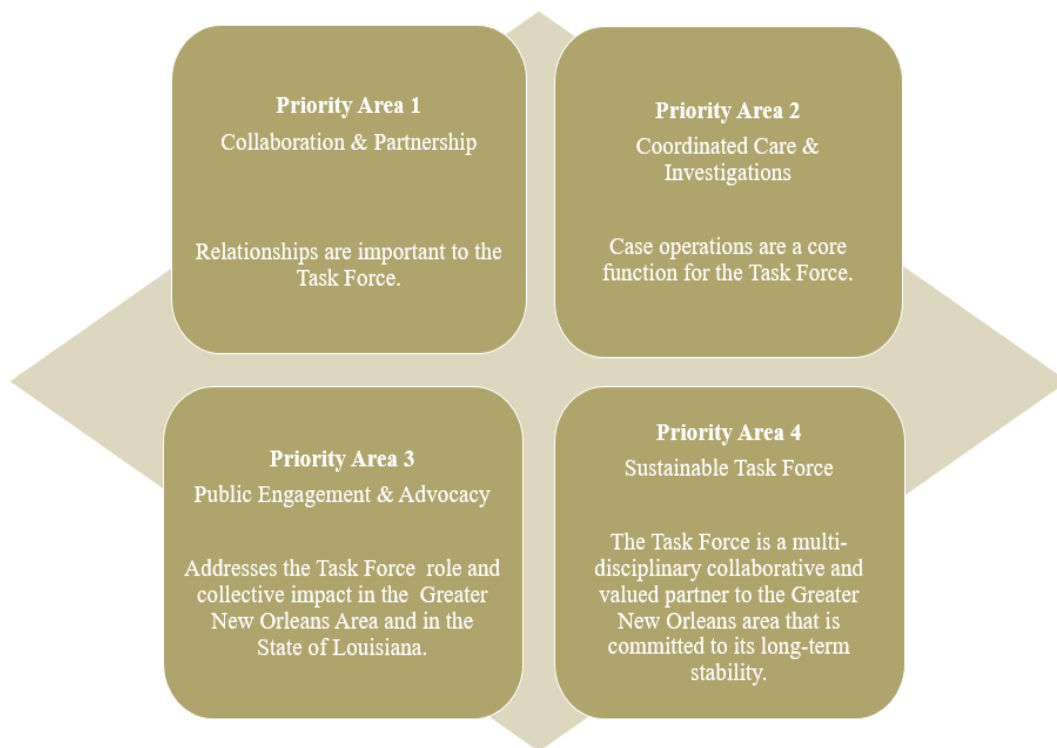 Priority Area 1
Collaboration & Partnership
Relationships are important to the
Task Force.
Priority Area 2
Coordinated Care &
Investigations
Case operations are a core
function for the Task Force.
Priority Area 3
Public Engagement & Advocacy
Addresses the Task Force  role and
collective impact in the  Greater
New Orleans Area and in the
State of Louisiana.
Priority Area 4
Sustainable Task Force
The Task Force is a multi-
disciplinary collaborative and
valued partner to the Greater
New Orleans area that is
committed to its long-term
stability.